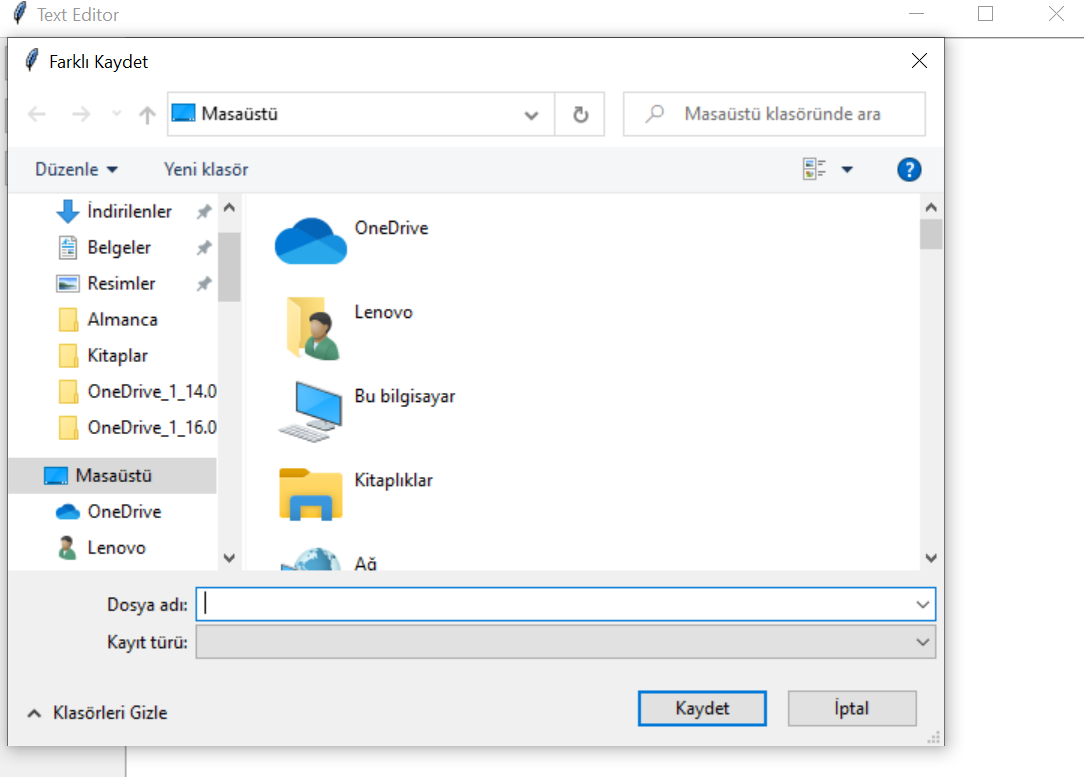 Text Editor
Farklı Kaydet
Masaüstü
Masaüstü klasöründe ara
Düzenle
Yeni klasör
İndirilenler
Belgeler
Resimler
Almanca
Kitaplar
OneDrive_1_14.0
OneDrive_1_16.0
Masaüstü
OneDrive
Lenovo
OneDrive
Lenovo
Bu bilgisayar
Kitaplıklar
Ağ
Dosya adı:
Kayıt türü:
Klasörleri Gizle
Kaydet
İptal